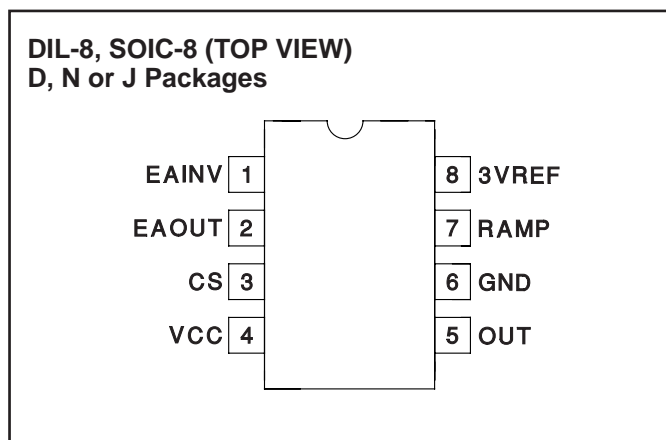 DIL-8, SOIC-8 (TOP VIEW)
D, N or J Packages
EAINV 1 8 3VREF
EAOUT 2 7 RAMP
CS 3 6 GND
VCC 4 5 OUT